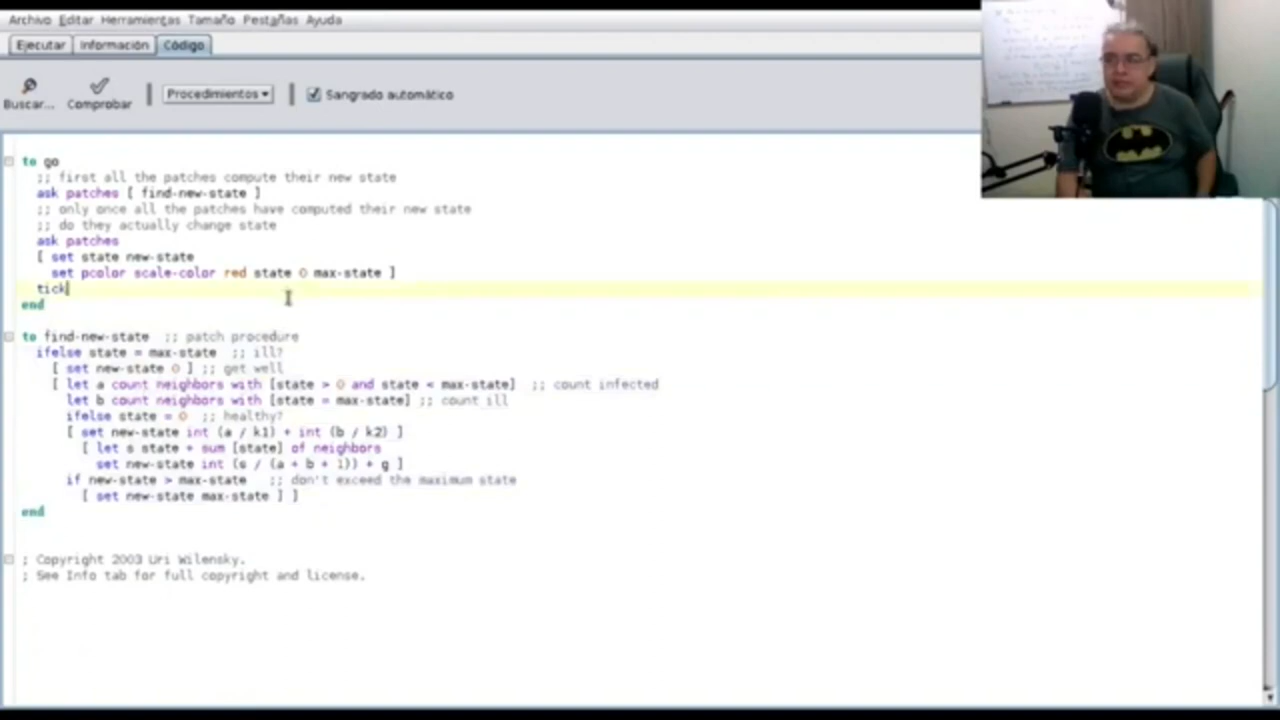 Archivo Editar Herramientas Tamaño Pestañas Ayuda
Ejecutar Información Código
Buscar... Comprobar Procedimientos Sangrado automático
to go
;; first all the patches compute their new state
ask patches [ find-new-state ]
;; only once all the patches have computed their new state
;; do they actually change state
ask patches
[ set state new-state
set pcolor scale-color red state 0 max-state ]
tick
end
to find-new-state ;; patch procedure
ifelse state = max-state ;; ill?
[ set new-state 0 ] ;; get well
[ let a count neighbors with [state > 0 and state < max-state] ;; count infected
let b count neighbors with [state = max-state] ;; count ill
ifelse state = 0 ;; healthy?
[ set new-state int (a / k1) + int (b / k2) ]
[ let s state + sum [state] of neighbors
set new-state int (s / (a + b + 1)) + g ]
if new-state > max-state ;; don't exceed the maximum state
[ set new-state max-state ] ]
end
; Copyright 2003 Uri Wilensky.
; See Info tab for full copyright and license.